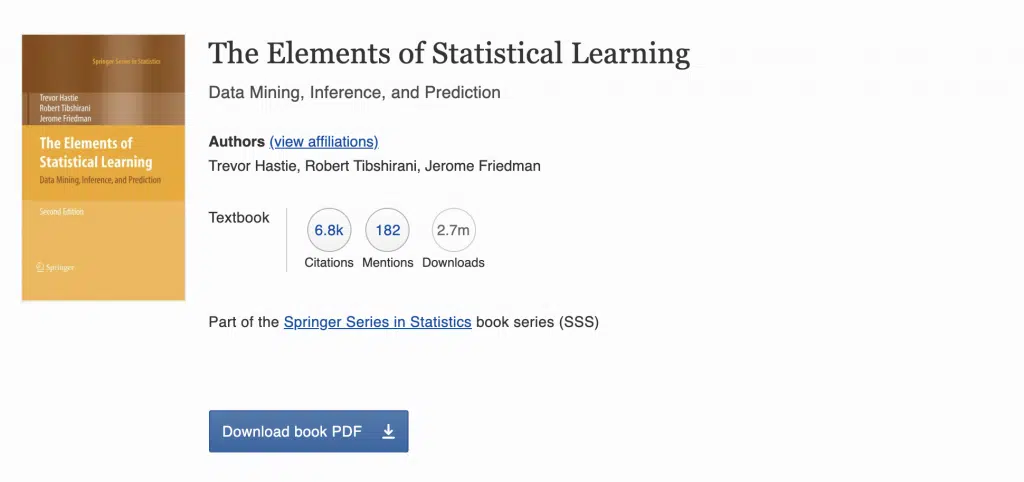 Springer Series in Statistics
Trevor Hastie
Robert Tibshirani
Jerome Friedman
The Elements of
Statistical Learning
Data Mining, Inference, and Prediction
Second Edition
Springer
The Elements of Statistical Learning
Data Mining, Inference, and Prediction
Authors (view affiliations)
Trevor Hastie, Robert Tibshirani, Jerome Friedman
Textbook
6.8k 182 2.7m
Citations Mentions Downloads
Part of the Springer Series in Statistics book series (SSS)
Download book PDF